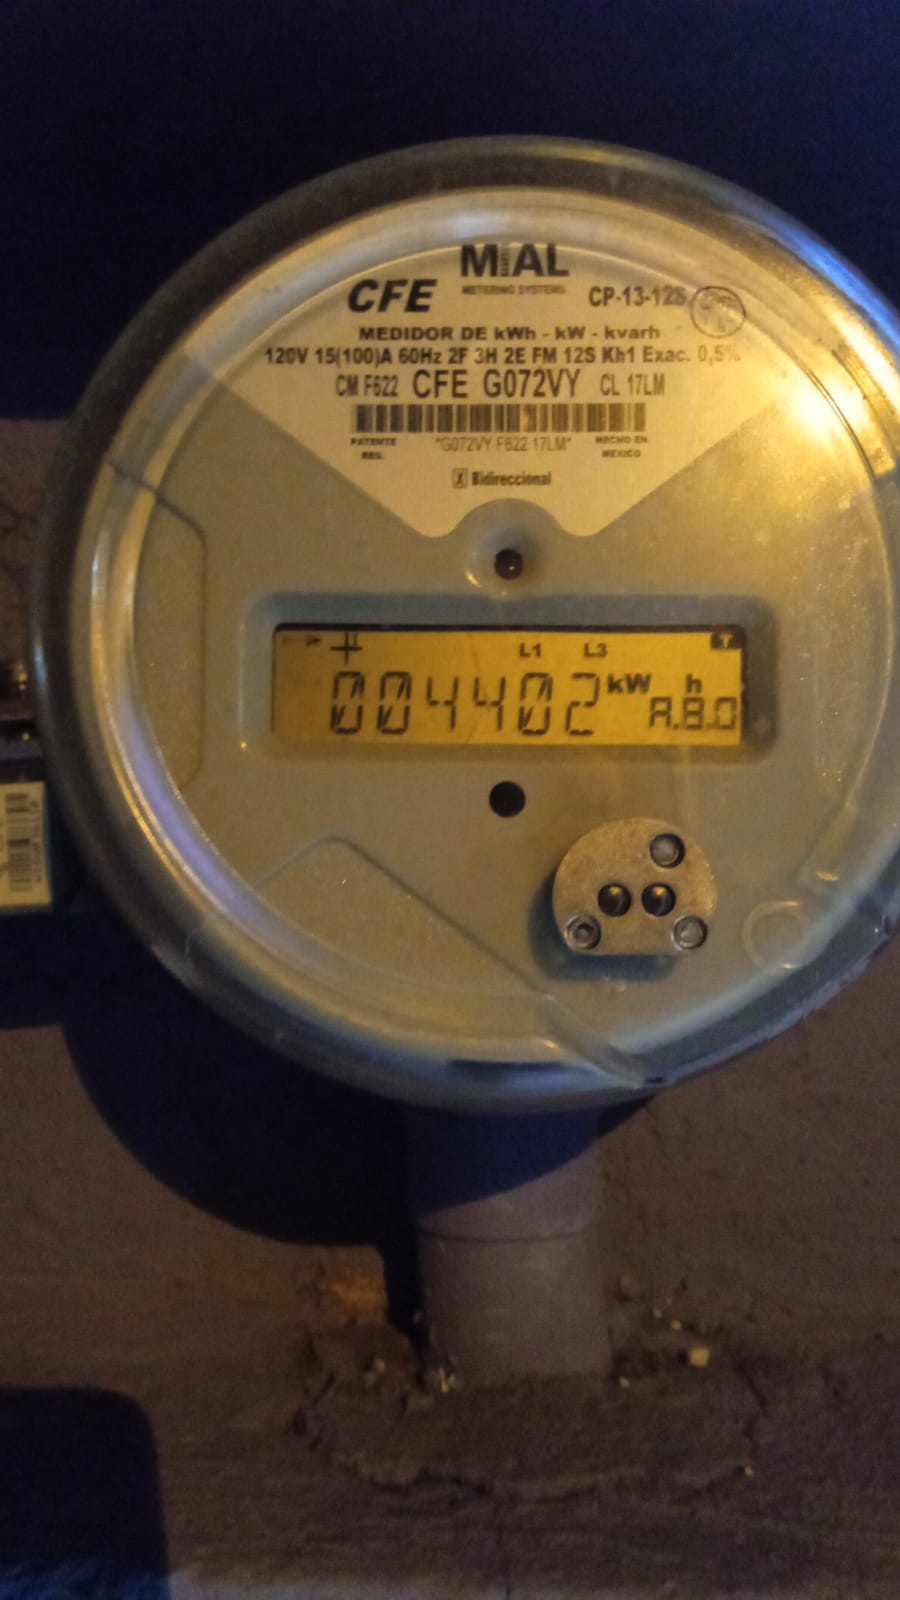 MIAL
METERING SYSTEMS
CFE
CP-13-12S
MEDIDOR DE kWh - kW - kvarh
120V 15(100)A 60Hz 2F 3H 2E FM 12S Kh1 Exac. 0,5%
CM F622 CFE G072VY CL 17LM
PATENTE REG. *G072VY F622 17LM* HECHO EN MEXICO
X Bidireccional
L1 L3 T
004402 kW h A.B.0